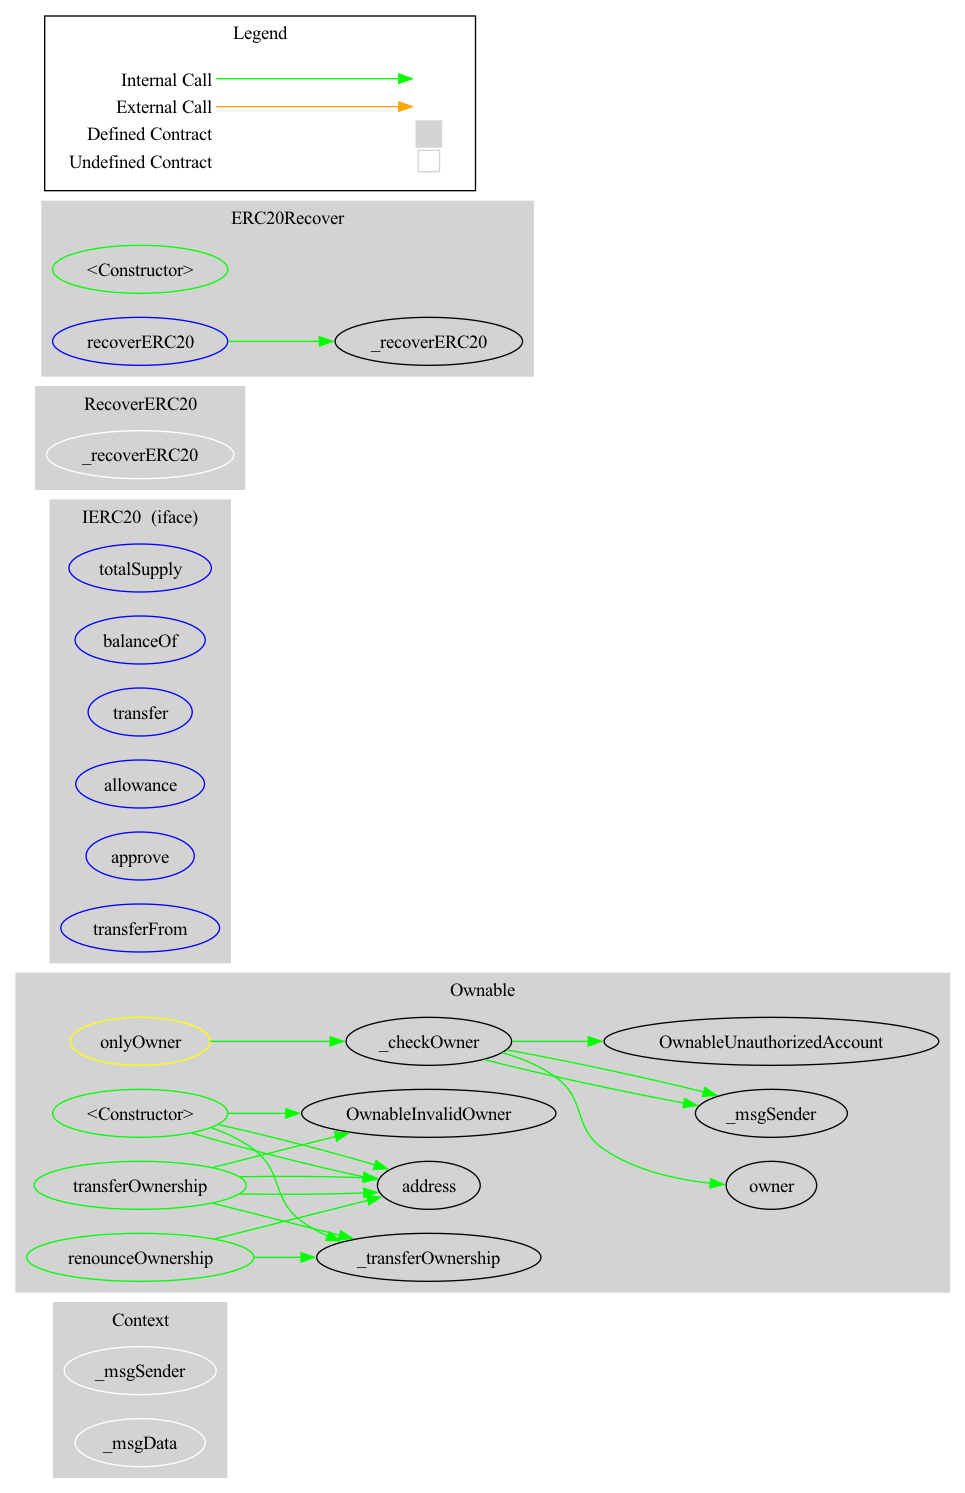 Legend
Internal Call
External Call
Defined Contract
Undefined Contract
ERC20Recover
<Constructor>
recoverERC20
_recoverERC20
RecoverERC20
_recoverERC20
IERC20 (iface)
totalSupply
balanceOf
transfer
allowance
approve
transferFrom
Ownable
onlyOwner
_checkOwner
OwnableUnauthorizedAccount
<Constructor>
OwnableInvalidOwner
_msgSender
transferOwnership
address
owner
renounceOwnership
_transferOwnership
Context
_msgSender
_msgData